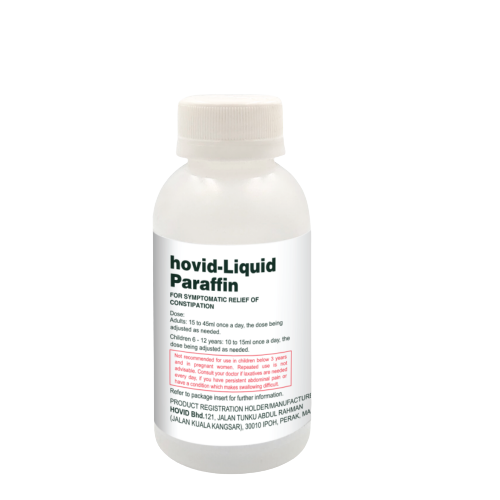 hovid-Liquid
Paraffin
FOR SYMPTOMATIC RELIEF OF
CONSTIPATION
Dose:
Adults: 15 to 45ml once a day, the dose being
adjusted as needed.
Children 6 - 12 years: 10 to 15ml once a day; the
dose being adjusted as needed.
Not recommended for use in children below 3 years
and in pregnant women. Repeated use is not
advisable. Consult your doctor if laxatives are needed
every day, if you have persistent abdominal pain or
have a condition which makes swallowing difficult.
Refer to package insert for further information.
PRODUCT REGISTRATION HOLDER/MANUFACTURE
HOVID Bhd.121, JALAN TUNKU ABDUL RAHMAN
(JALAN KUALA KANGSAR), 30010 IPOH, PERAK, MA